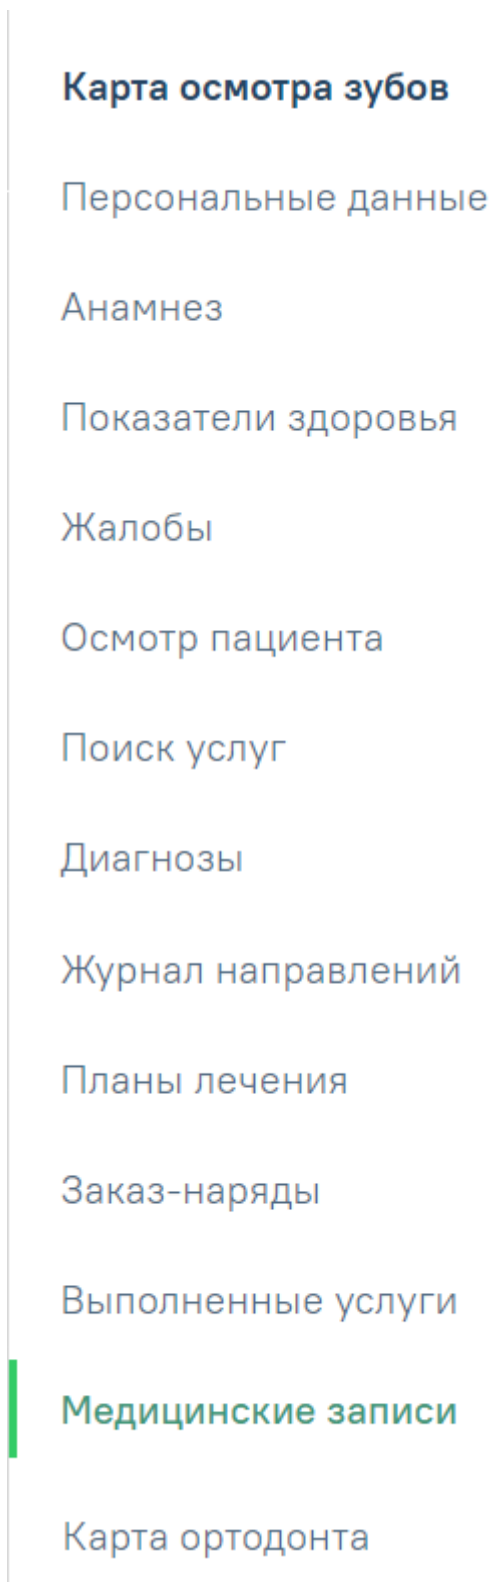 Карта осмотра зубов
Персональные данные
Анамнез
Показатели здоровья
Жалобы
Осмотр пациента
Поиск услуг
Диагнозы
Журнал направлений
Планы лечения
Заказ-наряды
Выполненные услуги
Медицинские записи
Карта ортодонта